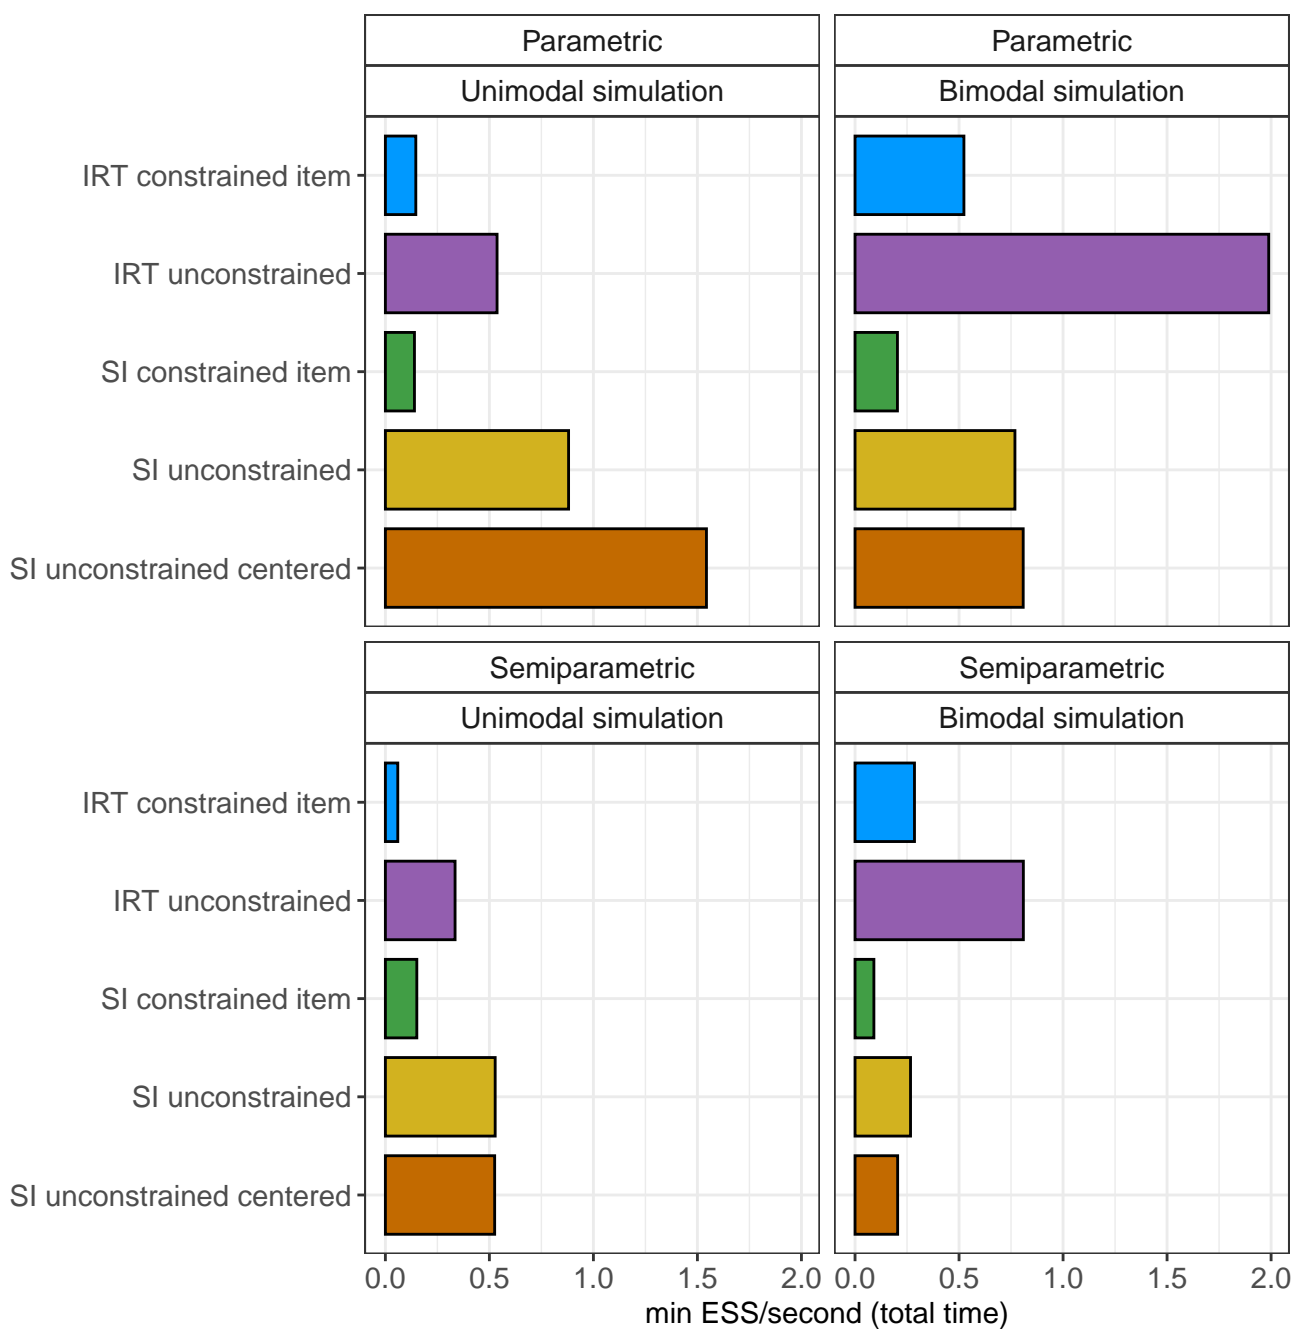 Parametric
Parametric
Unimodal simulation
Bimodal simulation
IRT constrained item
IRT unconstrained
SI constrained item
SI unconstrained
SI unconstrained centered
Semiparametric
Semiparametric
Unimodal simulation
Bimodal simulation
IRT constrained item
IRT unconstrained
SI constrained item
SI unconstrained
SI unconstrained centered
0.0 0.5 1.0 1.5 2.0
0.0 0.5 1.0 1.5 2.0
min ESS/second (total time)